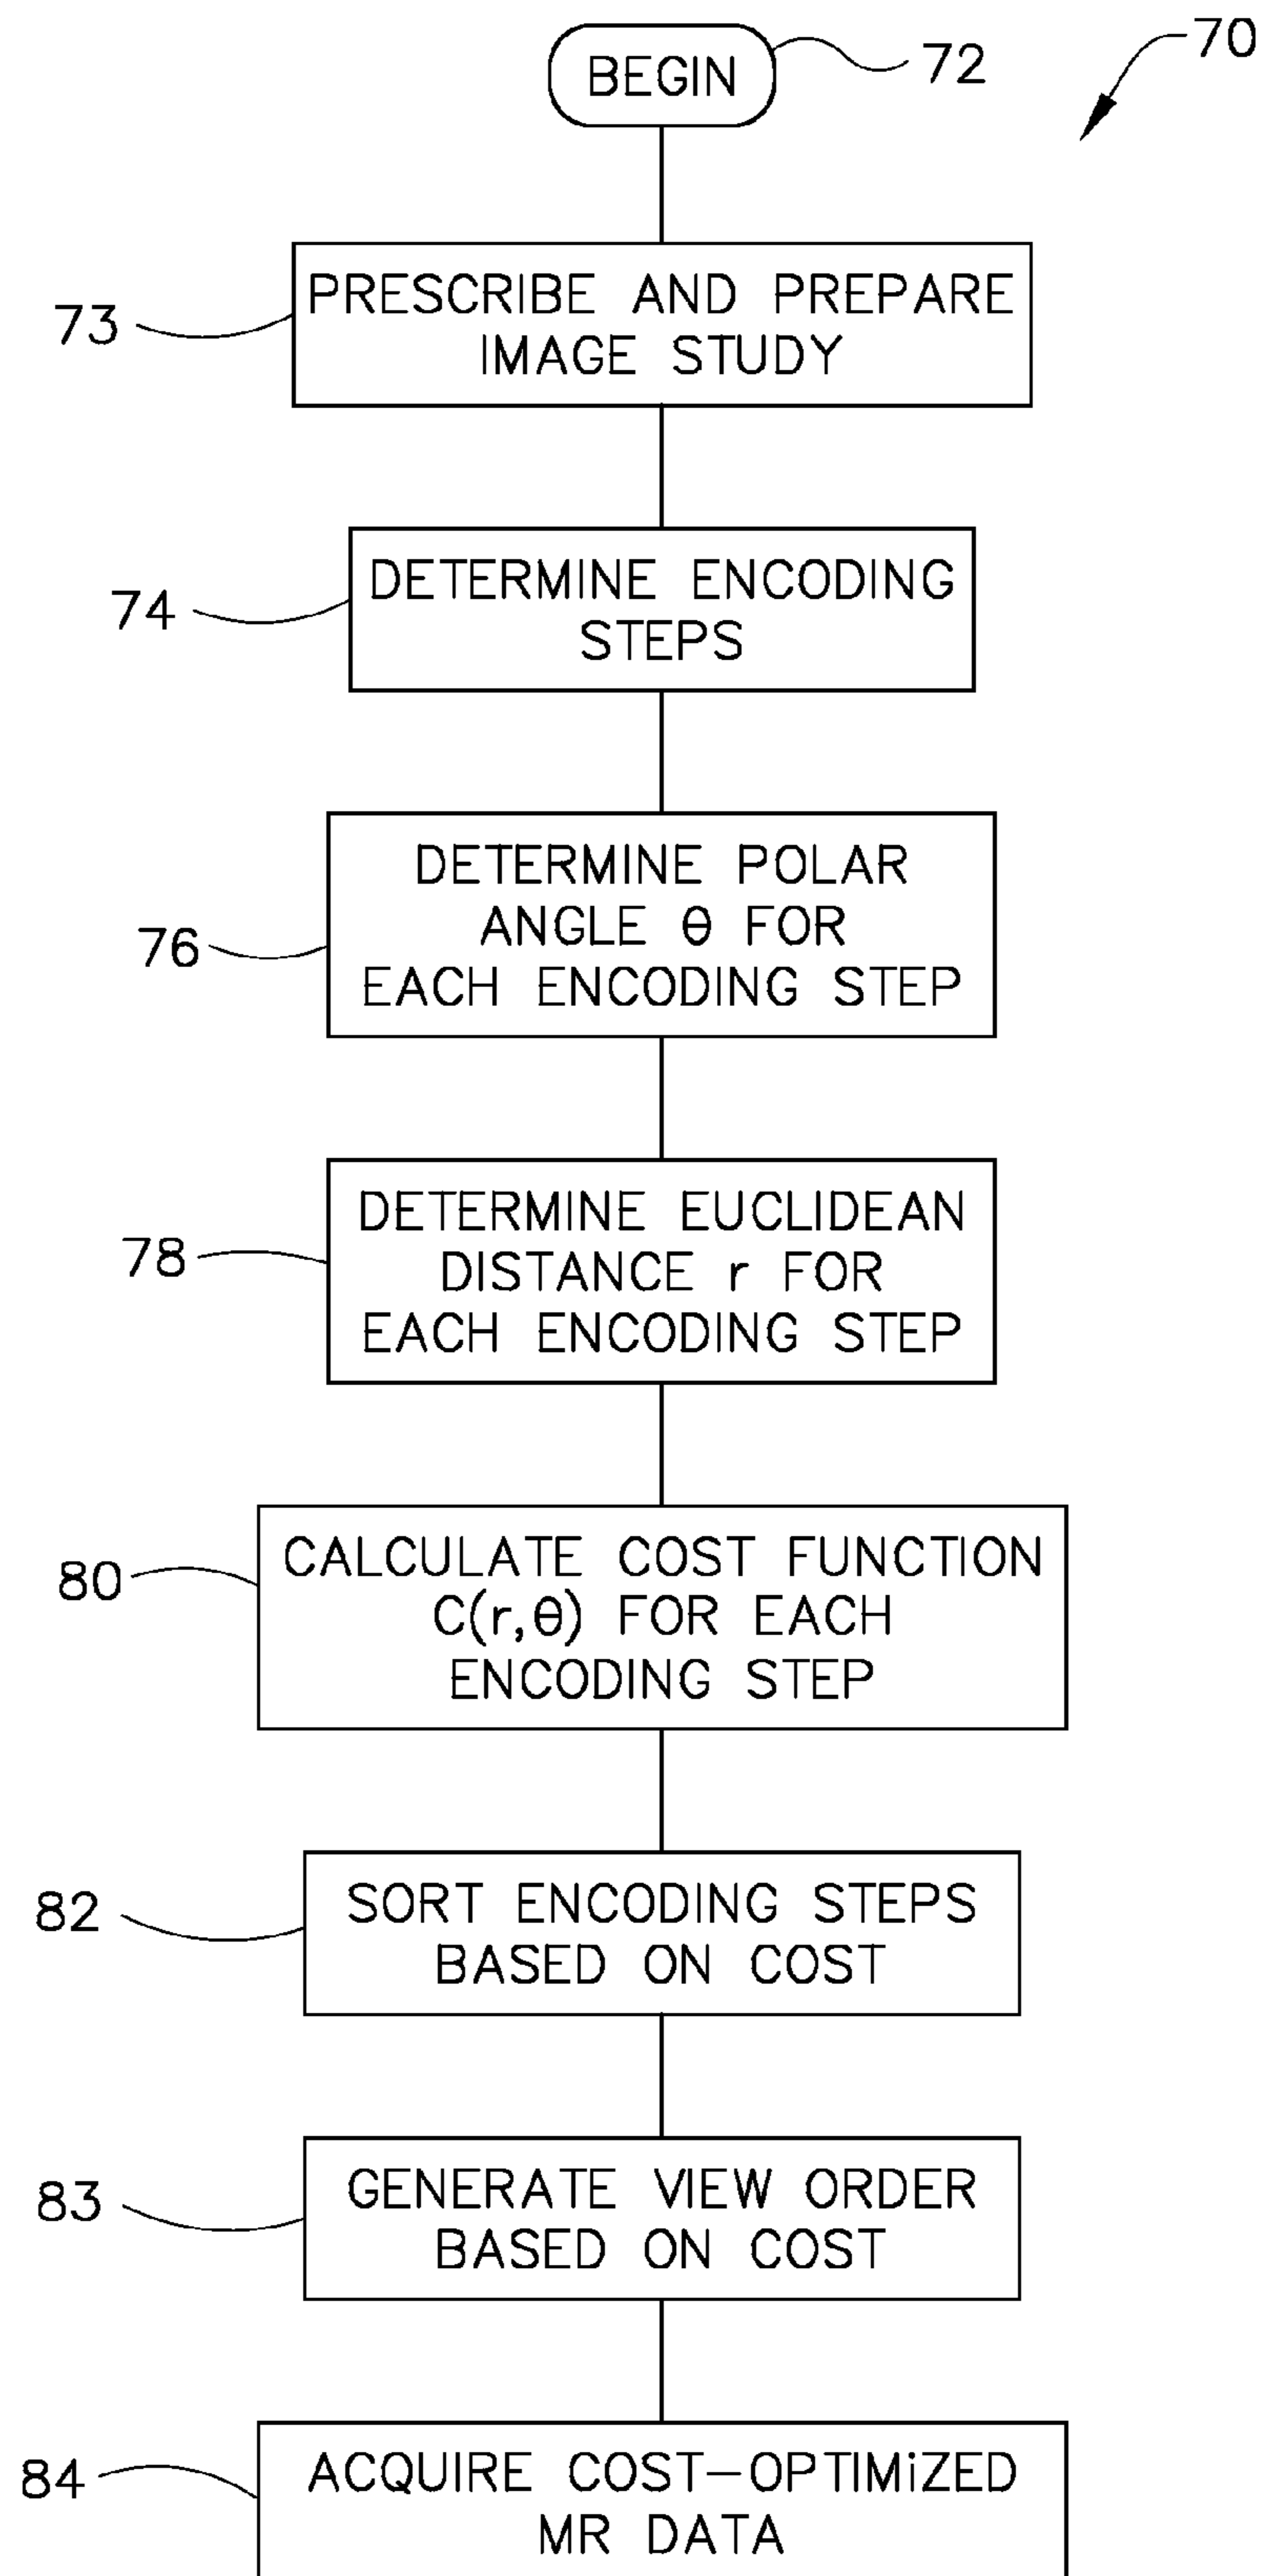 70
BEGIN
72
73
PRESCRIBE AND PREPARE
IMAGE STUDY
74
DETERMINE ENCODING
STEPS
76
DETERMINE POLAR
ANGLE θ FOR
EACH ENCODING STEP
78
DETERMINE EUCLIDEAN
DISTANCE r FOR
EACH ENCODING STEP
80
CALCULATE COST FUNCTION
C(r,θ) FOR EACH
ENCODING STEP
82
SORT ENCODING STEPS
BASED ON COST
83
GENERATE VIEW ORDER
BASED ON COST
84
ACQUIRE COST-OPTIMiZED
MR DATA